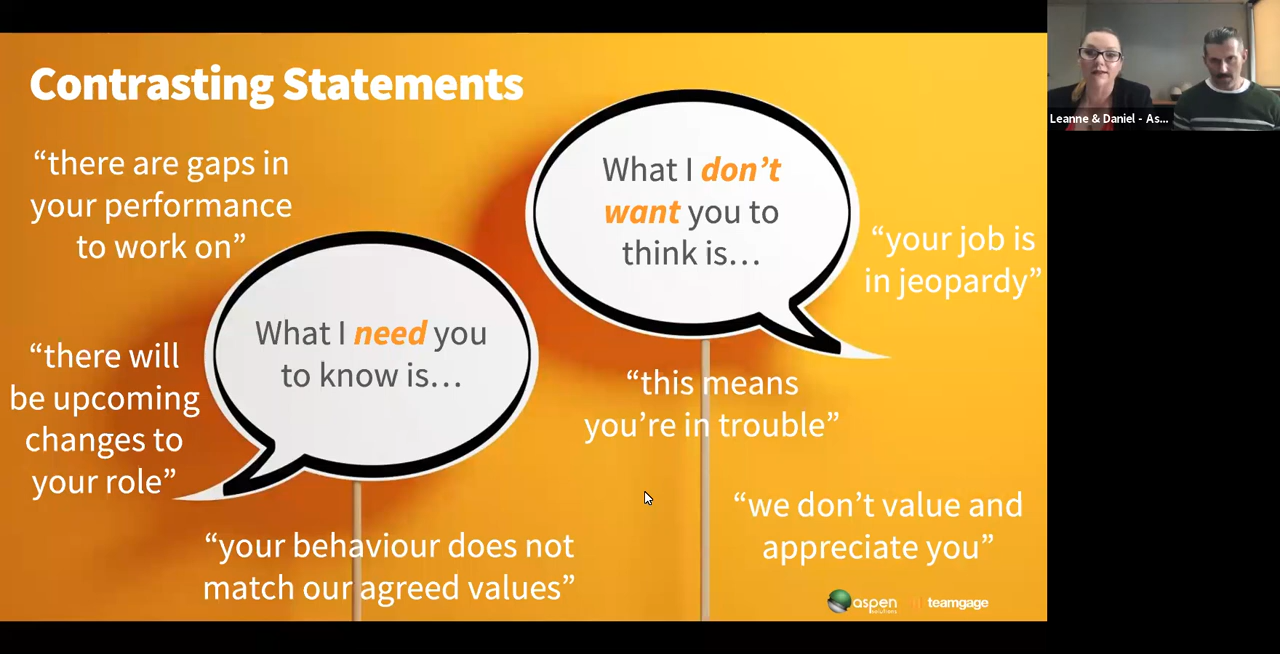 Contrasting Statements
“there are gaps in
your performance
to work on”
What I need you
to know is…
“there will
be upcoming
changes to
your role”
“your behaviour does not
match our agreed values”
What I don’t
want you to
think is…
“your job is
in jeopardy”
“this means
you’re in trouble”
“we don’t value and
appreciate you”
aspen
solutions
teamgage
Leanne & Daniel - As...